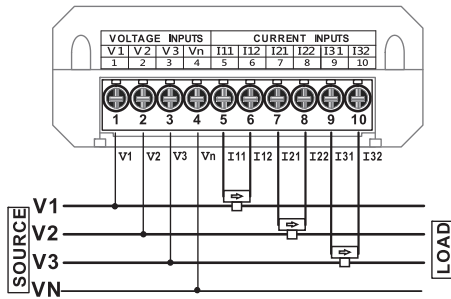 VOLTAGE INPUTS CURRENT INPUTS
V1 V2 V3 Vn I11 I12 I21 I22 I31 I32
1 2 3 4 5 6 7 8 9 10
1 2 3 4 5 6 7 8 9 10
V1 V2 V3 Vn I11 I12 I21 I22 I31 I32
SOURCE
V1
V2
V3
VN
LOAD